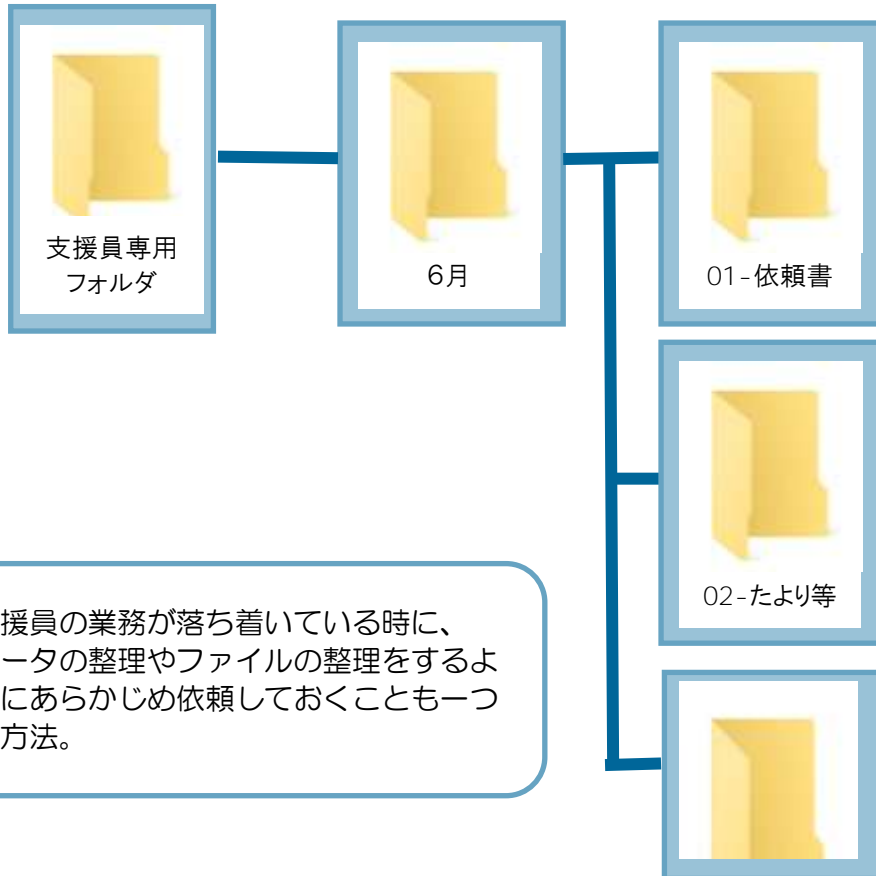 支援員専用
フォルダ
6月
01-依頼書
02-たより等
援員の業務が落ち着いている時に、
ータの整理やファイルの整理をするよ
にあらかじめ依頼しておくことも一つ
方法。